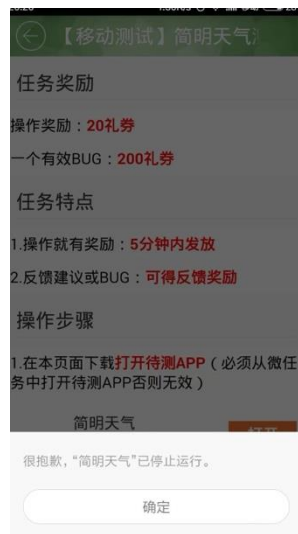 【移动测试】简明天气
任务奖励
操作奖励：20礼券
一个有效BUG：200礼券
任务特点
1.操作就有奖励：5分钟内发放
2.反馈建议或BUG：可得反馈奖励
操作步骤
1.在本页面下载打开待测APP（必须从微任
务中打开待测APP否则无效）
简明天气
打开
很抱歉，“简明天气”已停止运行。
确定